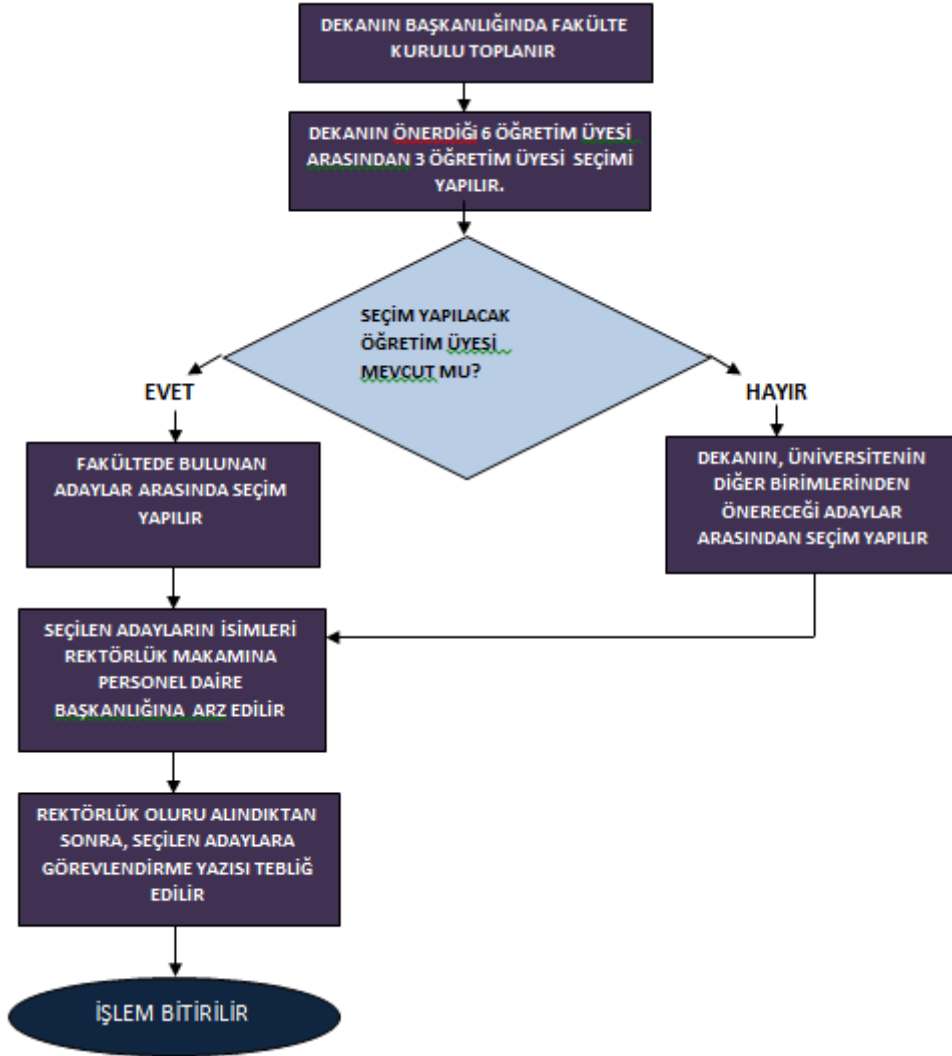 DEKANIN BAŞKANLIĞINDA FAKÜLTE
KURULU TOPLANIR
DEKANIN ÖNERDİĞİ 6 ÖĞRETİM ÜYESİ
ARASINDAN 3 ÖĞRETİM ÜYESİ SEÇİMİ
YAPILIR.
SEÇİM YAPILACAK
ÖĞRETİM ÜYESİ
MEVCUT MU?
EVET
HAYIR
FAKÜLTEDE BULUNAN
ADAYLAR ARASINDA SEÇİM
YAPILIR
DEKANIN, ÜNİVERSİTENİN
DİĞER BİRİMLERİNDEN
ÖNERECEĞİ ADAYLAR
ARASINDAN SEÇİM YAPILIR
SEÇİLEN ADAYLARIN İSİMLERİ
REKTÖRLÜK MAKAMINA
PERSONEL DAİRE
BAŞKANLIĞINA ARZ EDİLİR
REKTÖRLÜK OLURU ALINDIKTAN
SONRA, SEÇİLEN ADAYLARA
GÖREVLENDİRME YAZISI TEBLİĞ
EDİLİR
İŞLEM BİTİRİLİR